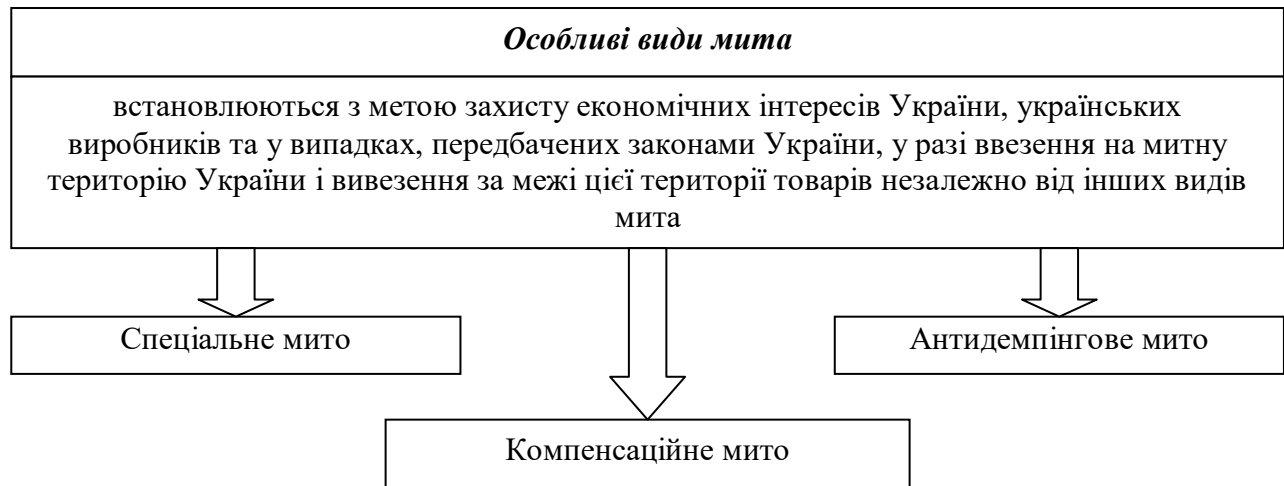 Особливі види мита
встановлюються з метою захисту економічних інтересів України, українських
виробників та у випадках, передбачених законами України, у разі ввезення на митну
територію України і вивезення за межі цієї території товарів незалежно від інших видів
мита
Спеціальне мито
Антидемпінгове мито
Компенсаційне мито